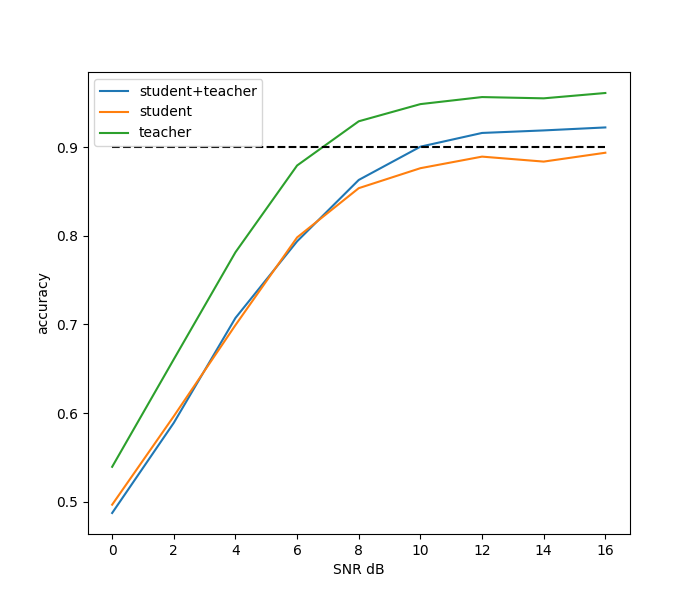 student+teacher
student
teacher
0.9
0.8
0.7
0.6
0.5
accuracy
0 2 4 6 8 10 12 14 16
SNR dB